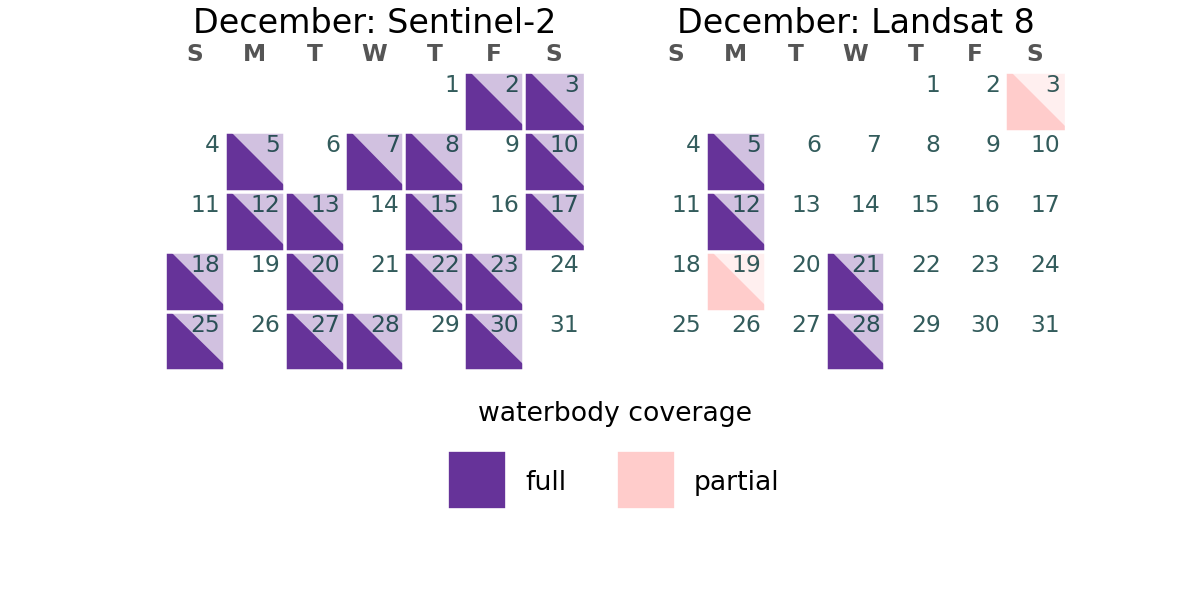 December: Sentinel-2
S M T W T F S
1 2 3
4 5 6 7 8 9 10
11 12 13 14 15 16 17
18 19 20 21 22 23 24
25 26 27 28 29 30 31
December: Landsat 8
S M T W T F S
1 2 3
4 5 6 7 8 9 10
11 12 13 14 15 16 17
18 19 20 21 22 23 24
25 26 27 28 29 30 31
waterbody coverage
full
partial